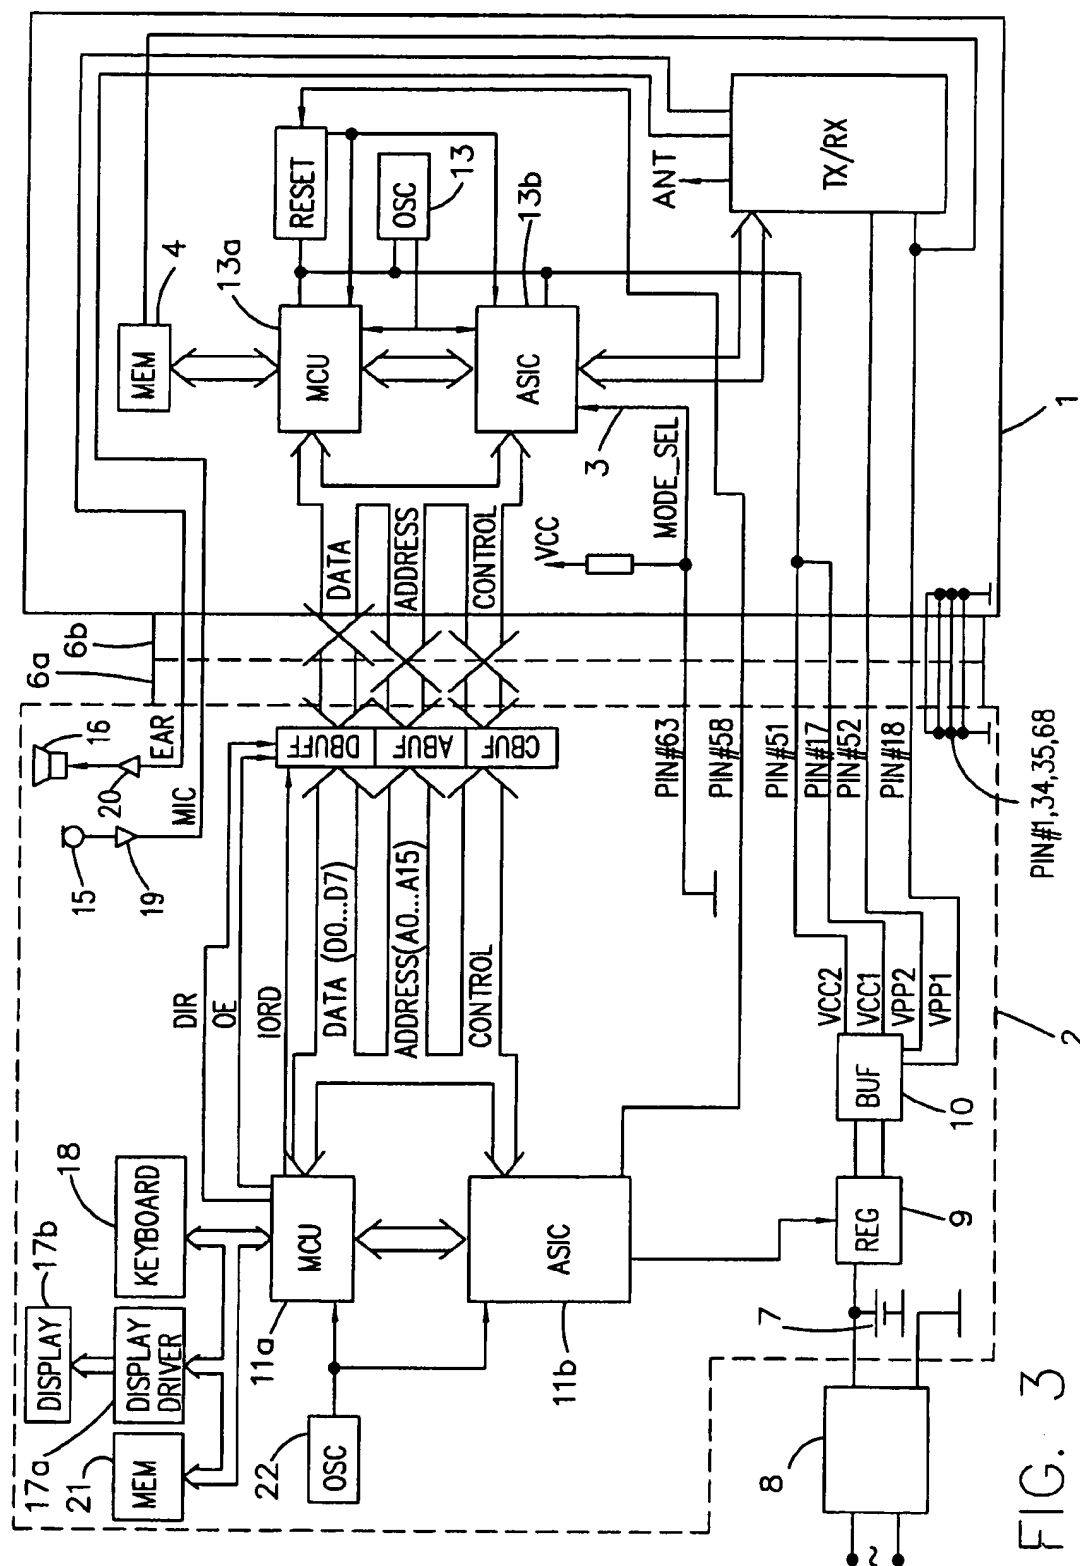 DISPLAY
17b
KEYBOARD
18
17a
DISPLAY
DRIVER
21
MEM
22
OSC
11a
MCU
11b
ASIC
DIR
OE
IORD
DATA (D0...D7)
ADDRESS(A0...A15)
CONTROL
DBUFF
ABUF
CBUF
15
16
19
20
MIC
EAR
6a
6b
DATA
ADDRESS
CONTROL
MEM
4
13a
MCU
RESET
OSC
13
13b
ASIC
3
VCC
MODE_SEL
ANT
TX/RX
1
PIN#63
PIN#58
PIN#51
PIN#17
PIN#52
PIN#18
PIN#1,34,35,68
VCC2
VCC1
VPP2
VPP1
BUF
10
REG
9
7
8
~
2
FIG. 3